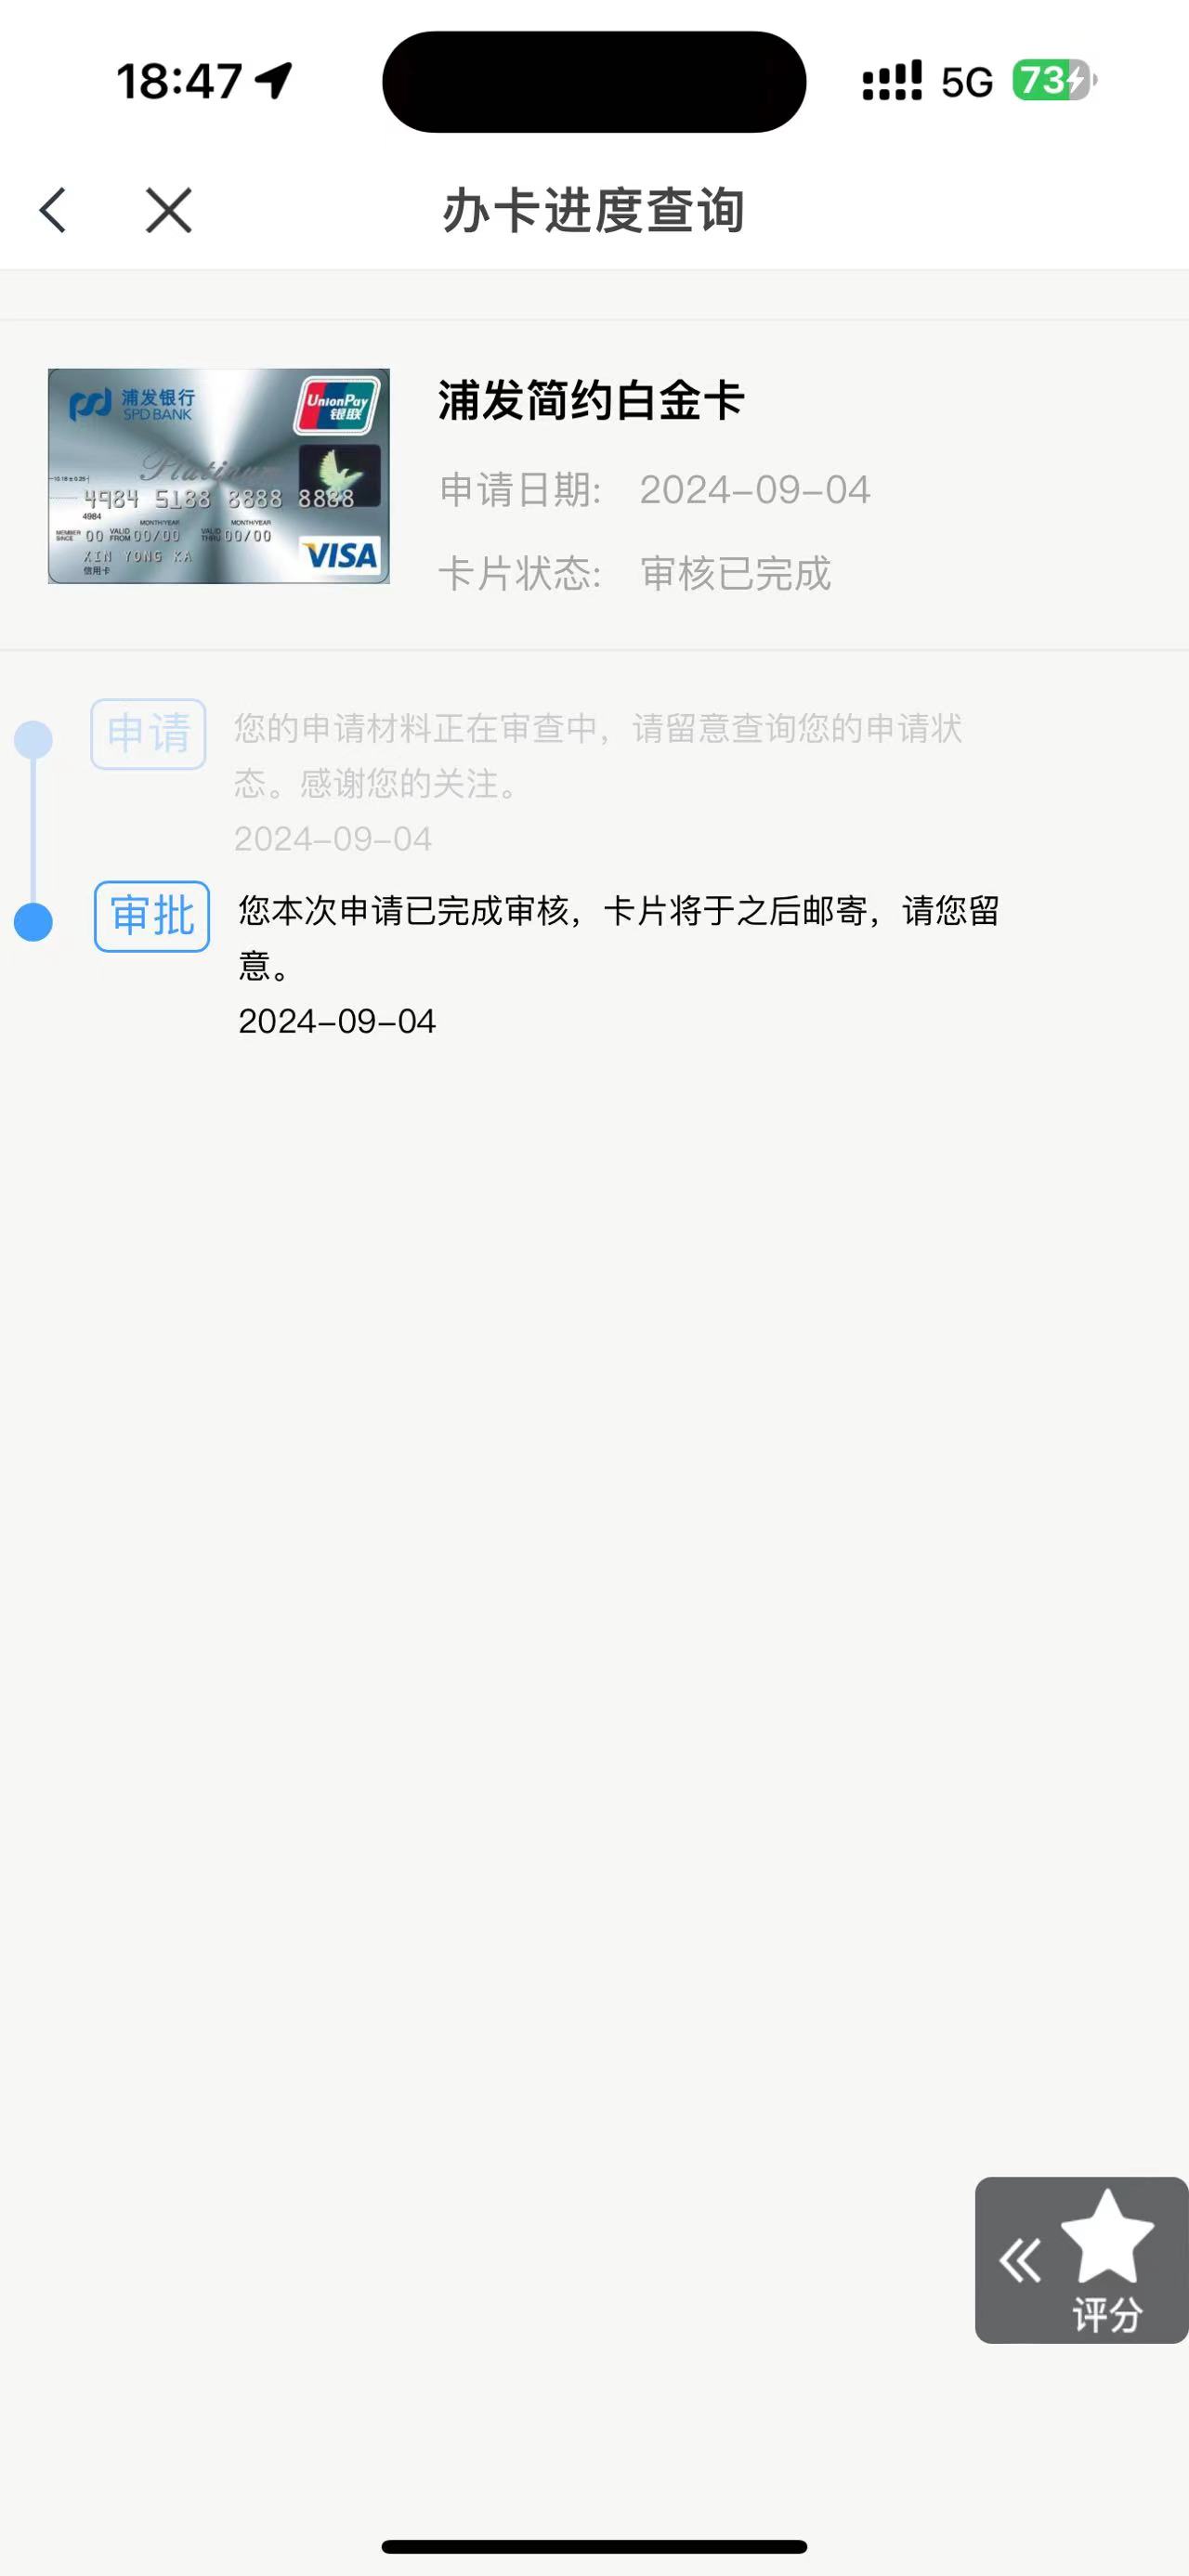 18:47 5G 73
办卡进度查询
浦发银行
SPD BANK
UnionPay
银联
Platinum
4984 5188 8888 8888
4984
MONTH/YEAR MONTH/YEAR
MEMBER SINCE 00 VALID FROM 00/00 VALID THRU 00/00
XIN YONG KA
信用卡
VISA
浦发简约白金卡
申请日期: 2024-09-04
卡片状态: 审核已完成
申请 您的申请材料正在审查中，请留意查询您的申请状
态。感谢您的关注。
2024-09-04
审批 您本次申请已完成审核，卡片将于之后邮寄，请您留
意。
2024-09-04
评分